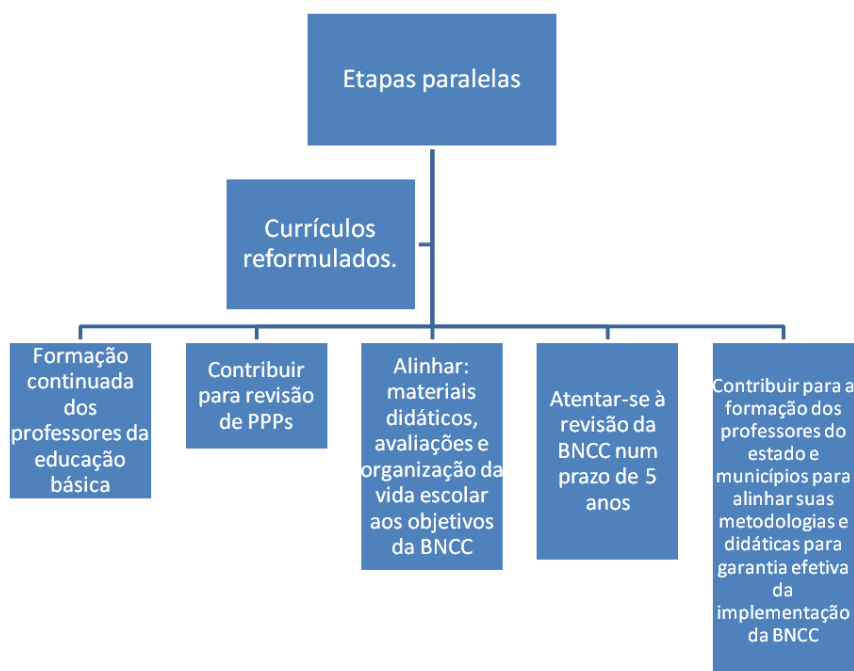 Etapas paralelas
Currículos
reformulados.
Formação
continuada
dos
professores da
educação
básica
Contribuir
para revisão
de PPPs
Alinhar:
materiais
didáticos,
avaliações e
organização da
vida escolar
aos objetivos
da BNCC
Atentar-se à
revisão da
BNCC num
prazo de 5
anos
Contribuir para a
formação dos
professores do
estado e
municípios para
alinhar suas
metodologias e
didáticas para
garantia efetiva
da
implementação
da BNCC